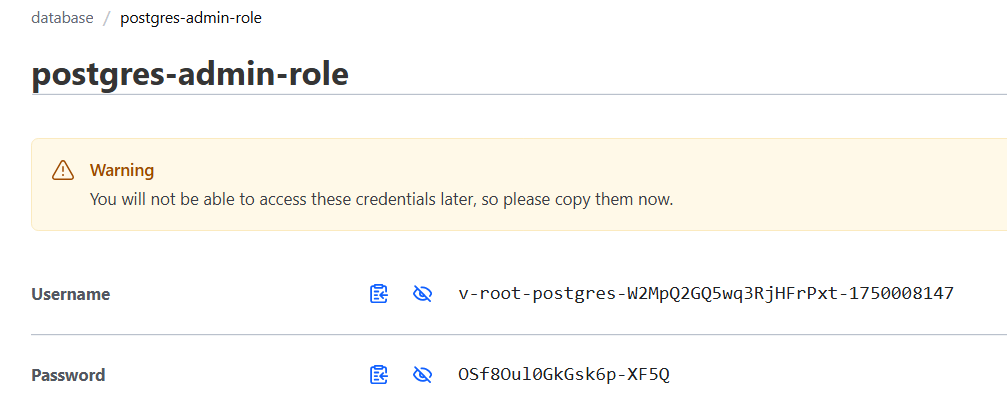 database / postgres-admin-role
postgres-admin-role
Warning
You will not be able to access these credentials later, so please copy them now.
Username v-root-postgres-W2MpQ2GQ5wq3RjHFrPxt-1750008147
Password OSf8Oul0GkGsk6p-XF5Q